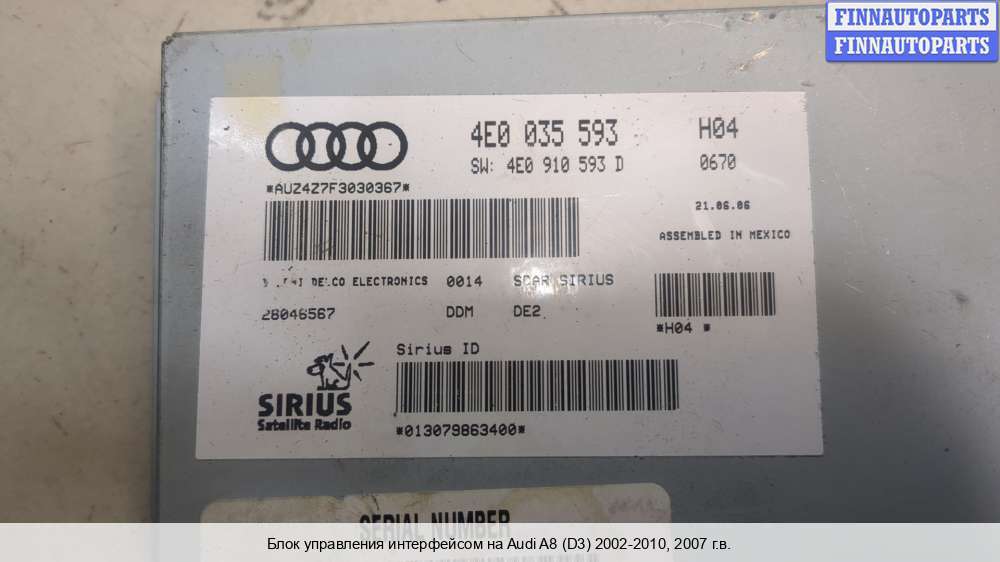 FINNAUTOPARTS
FINNAUTOPARTS
4E0 035 593 H04
SW: 4E0 910 593 D 0670
*AUZ4Z7F3030367*
21.06.06
ASSEMBLED IN MEXICO
DELCO ELECTRONICS 0014 SDAR SIRIUS
28046567 DDM DE2
*H04 *
Sirius ID
SIRIUS
Satellite Radio
*013079863400*
SERIAL NUMBER
Блок управления интерфейсом на Audi A8 (D3) 2002-2010, 2007 г.в.